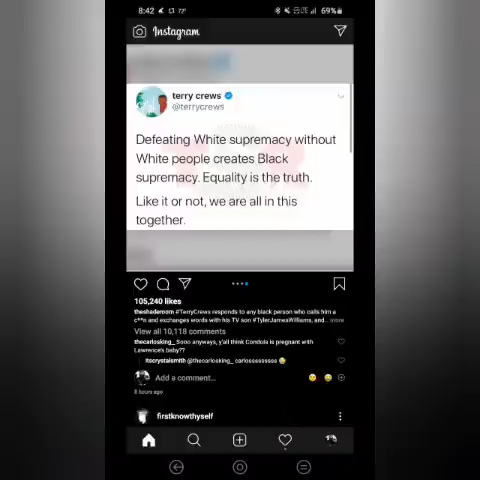 8:42
72°
69%
Instagram
terry crews
@terrycrews
Defeating White supremacy without
White people creates Black
supremacy. Equality is the truth.
Like it or not, we are all in this
together.
105,240 likes
theshaderoom #TerryCrews responds to any black person who calls him a
c**n and exchanges words with his TV son #TylerJamesWilliams, and... more
View all 10,118 comments
thecarlosking_ Sooo anyways, y'all think Condola is pregnant with
Lawrence's baby??
itscrystalsmith @thecarlosking_ carlosssssssss 😂
Add a comment...
8 hours ago
firstknowthyself